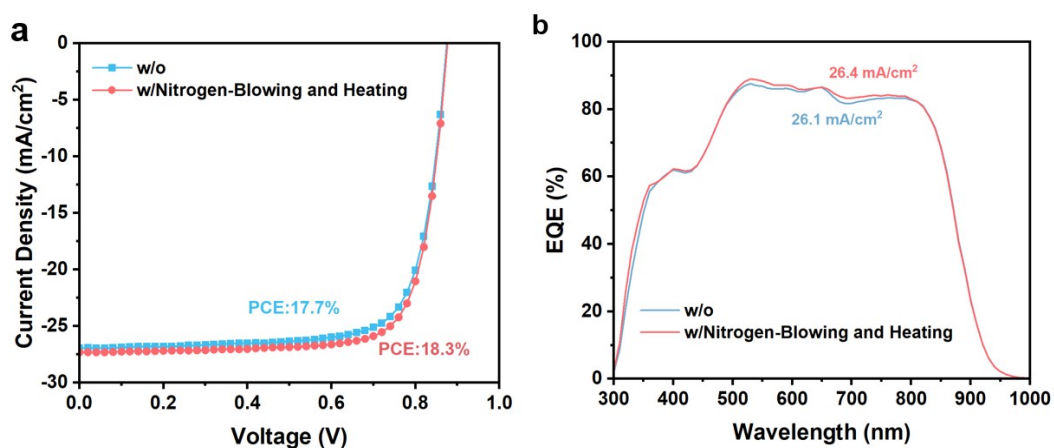 a
0
-5
-10
-15
-20
-25
-30
Current Density (mA/cm²)
w/o
w/Nitrogen-Blowing and Heating
PCE:17.7%
PCE:18.3%
0.0 0.2 0.4 0.6 0.8 1.0
Voltage (V)
b
100
80
60
40
20
0
EQE (%)
26.4 mA/cm²
26.1 mA/cm²
w/o
w/Nitrogen-Blowing and Heating
300 400 500 600 700 800 900 1000
Wavelength (nm)